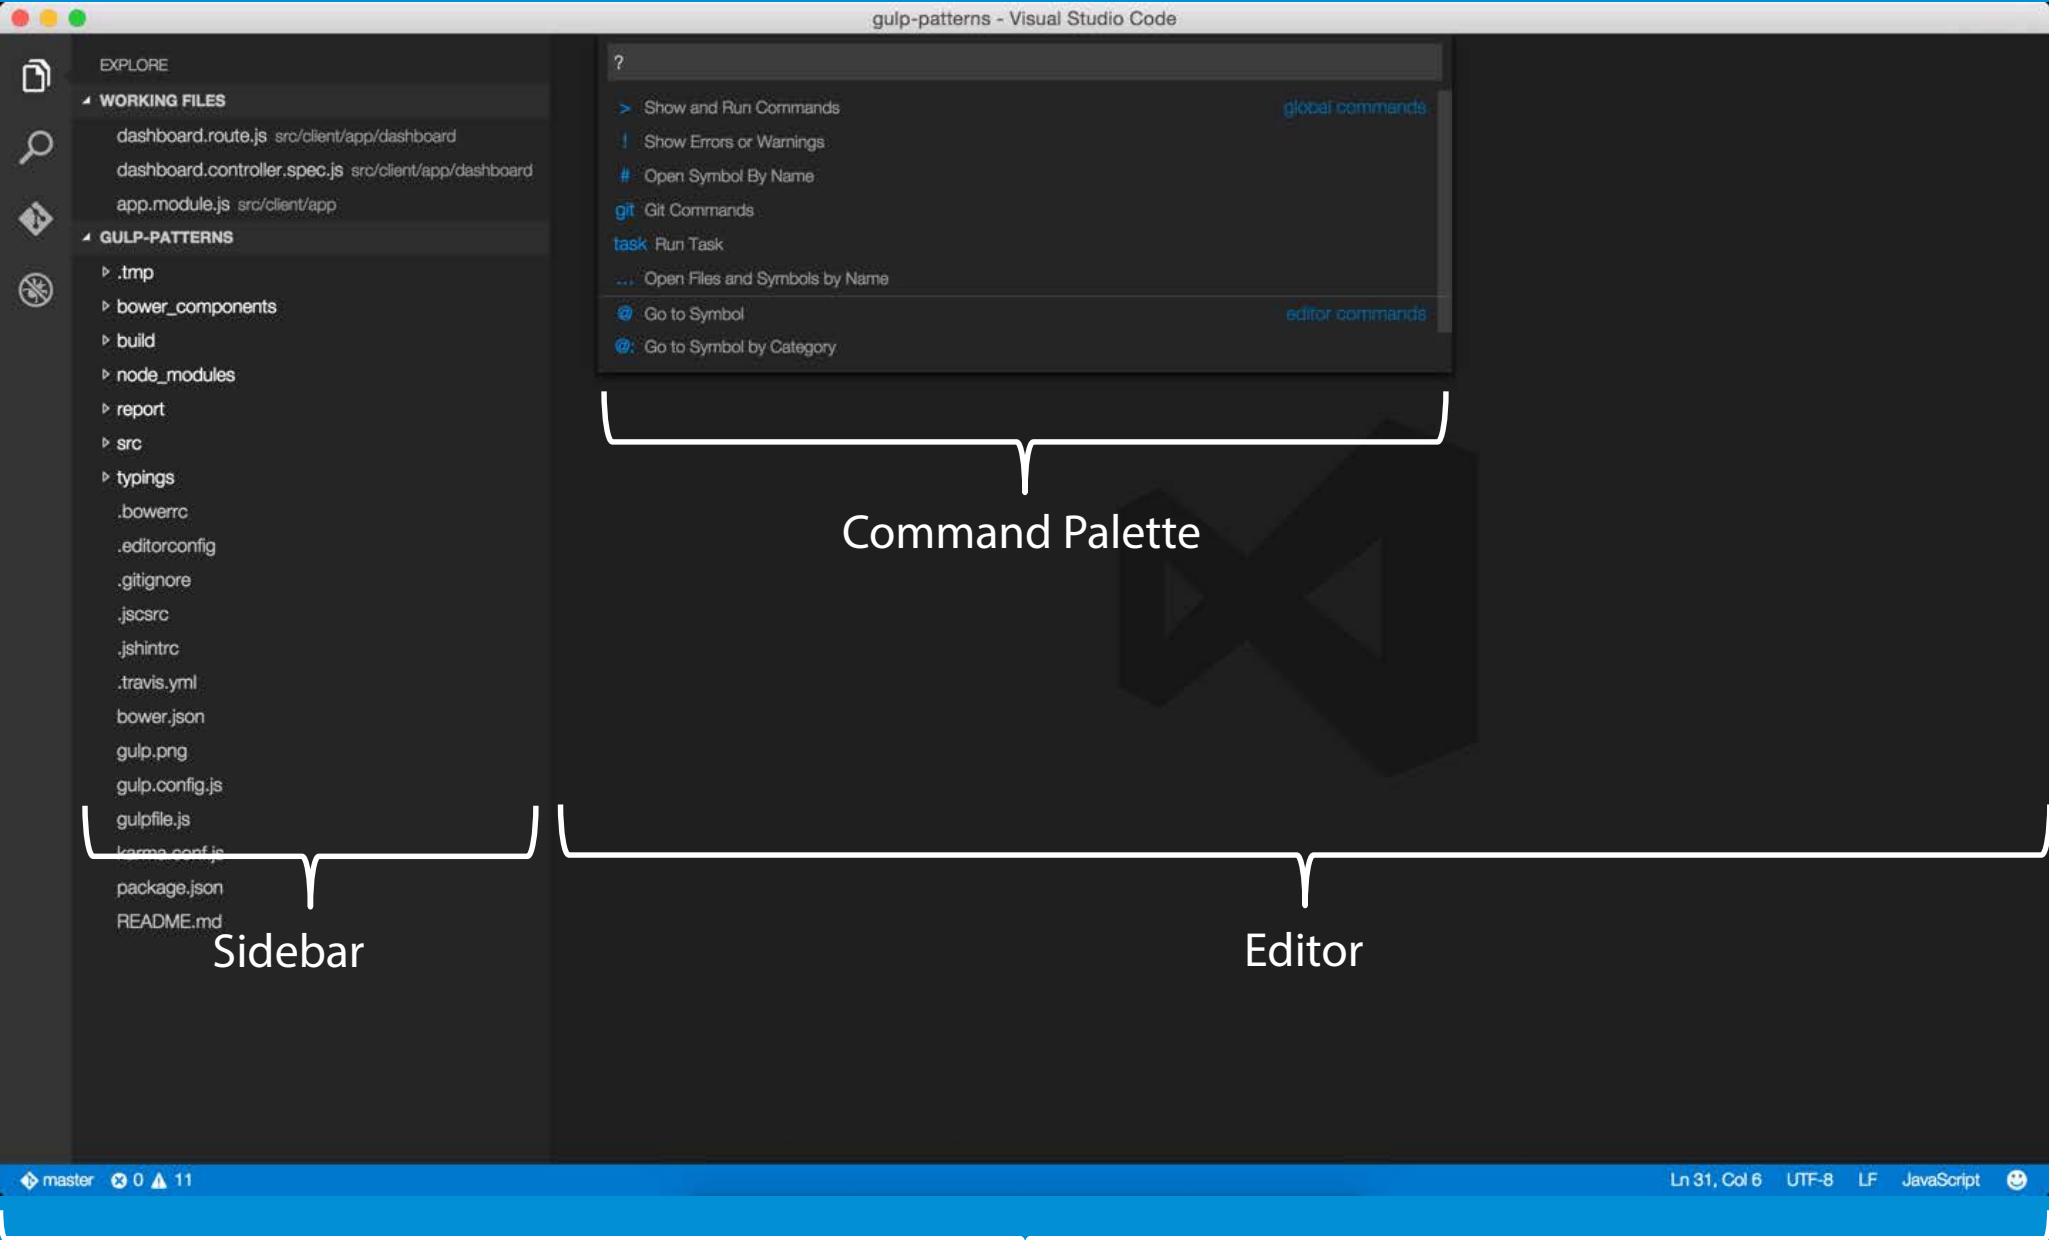 gulp-patterns - Visual Studio Code
EXPLORE
WORKING FILES
dashboard.route.js src/client/app/dashboard
dashboard.controller.spec.js src/client/app/dashboard
app.module.js src/client/app
GULP-PATTERNS
.tmp
bower_components
build
node_modules
report
src
typings
.bowerrc
.editorconfig
.gitignore
.jscsrc
.jshintrc
.travis.yml
bower.json
gulp.png
gulp.config.js
gulpfile.js
karma.conf.js
package.json
README.md
Sidebar
?
> Show and Run Commands global commands
! Show Errors or Warnings
# Open Symbol By Name
git Git Commands
task Run Task
... Open Files and Symbols by Name
@ Go to Symbol editor commands
@: Go to Symbol by Category
Command Palette
Editor
master 0 11 Ln 31, Col 6 UTF-8 LF JavaScript